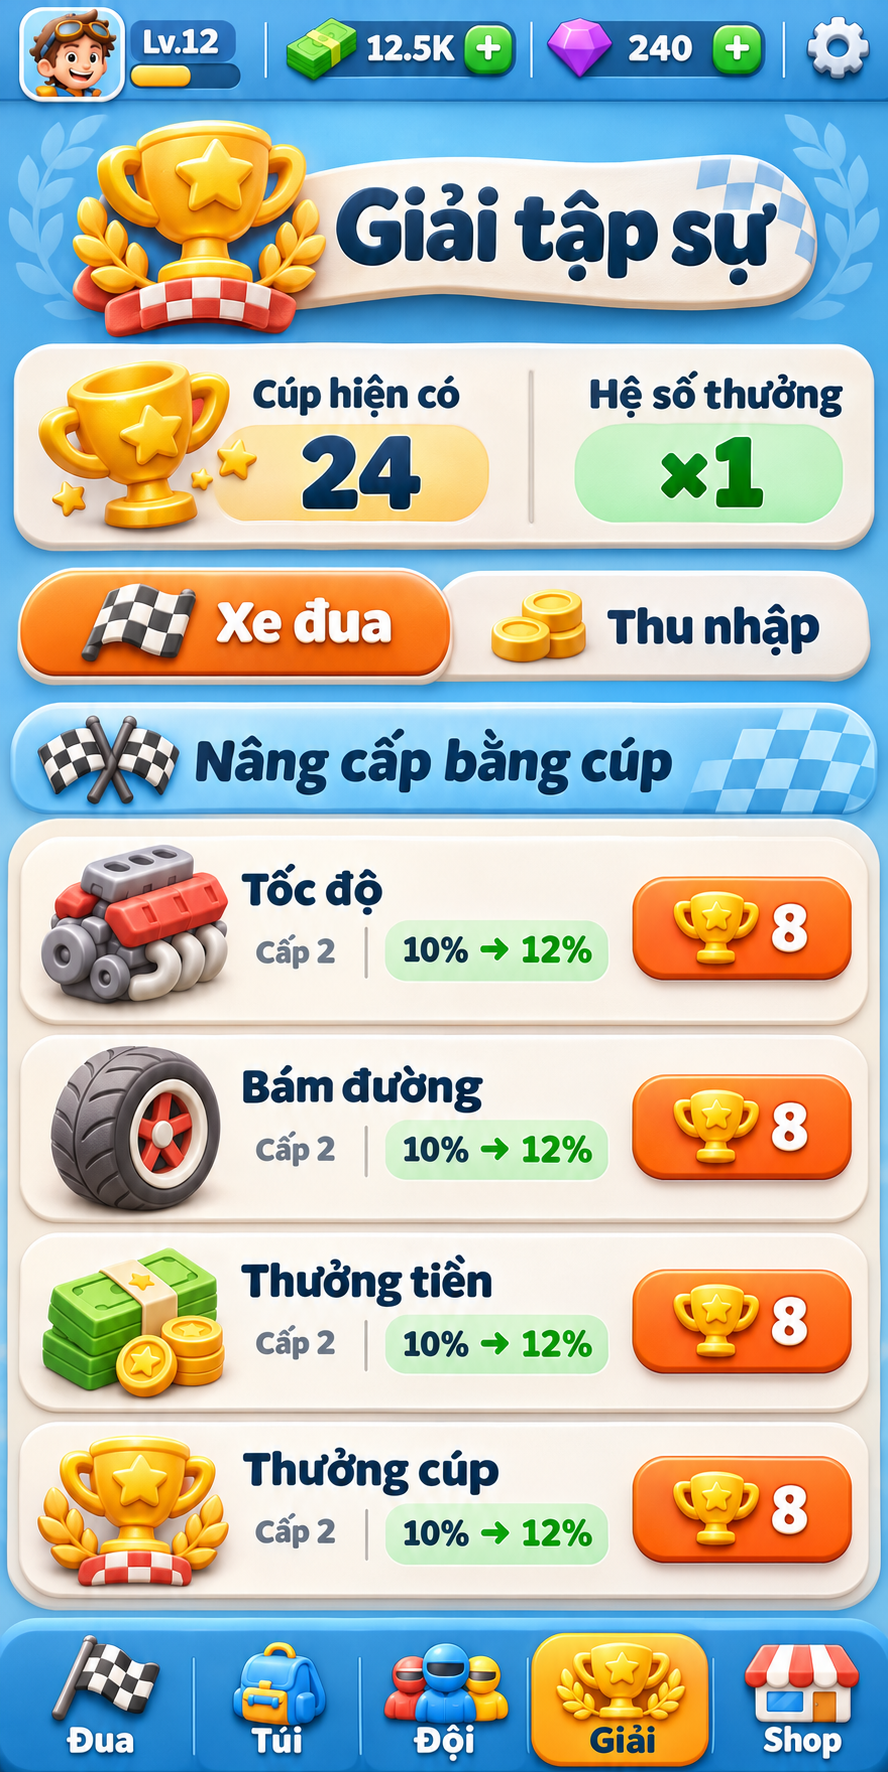 Lv.12
12.5K +
240 +
Giải tập sự
Cúp hiện có
24
Hệ số thưởng
×1
Xe đua
Thu nhập
Nâng cấp bằng cúp
Tốc độ
Cấp 2
10% → 12%
8
Bám đường
Cấp 2
10% → 12%
8
Thưởng tiền
Cấp 2
10% → 12%
8
Thưởng cúp
Cấp 2
10% → 12%
8
Đua
Túi
Đội
Giải
Shop